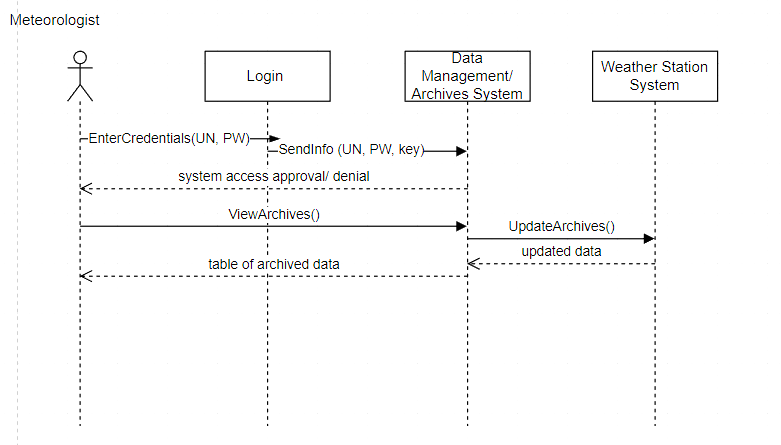 Meteorologist
Login
Data
Management/
Archives System
Weather Station
System
EnterCredentials(UN, PW)
SendInfo (UN, PW, key)
system access approval/ denial
ViewArchives()
UpdateArchives()
updated data
table of archived data